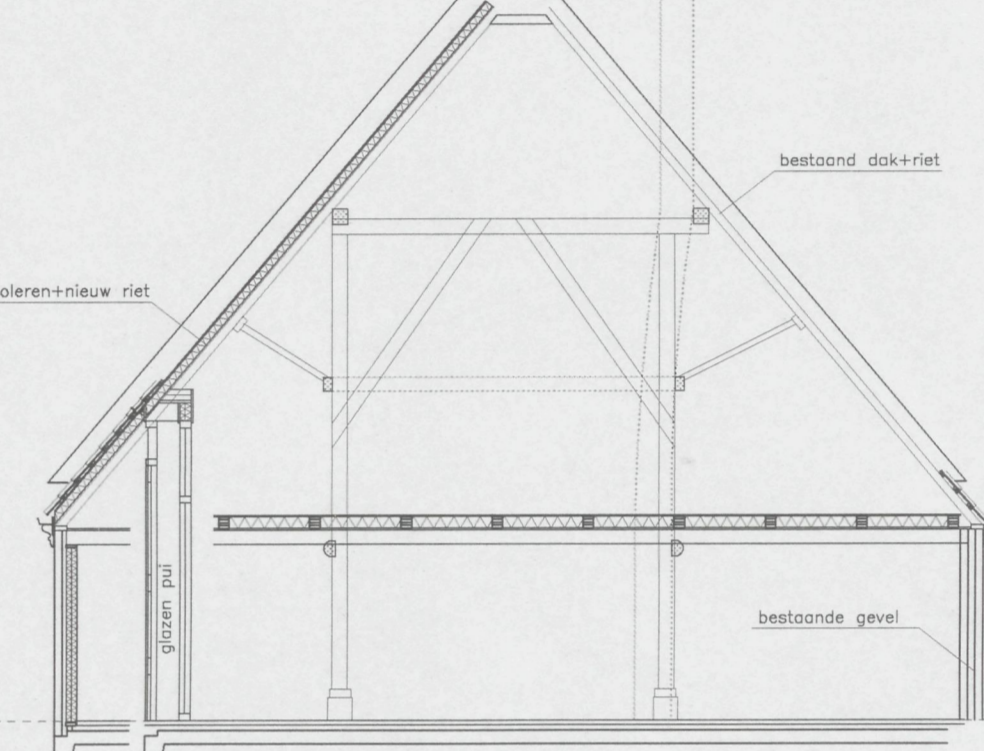 bestaand dak+riet
oleren+nieuw riet
glazen pui
bestaande gevel